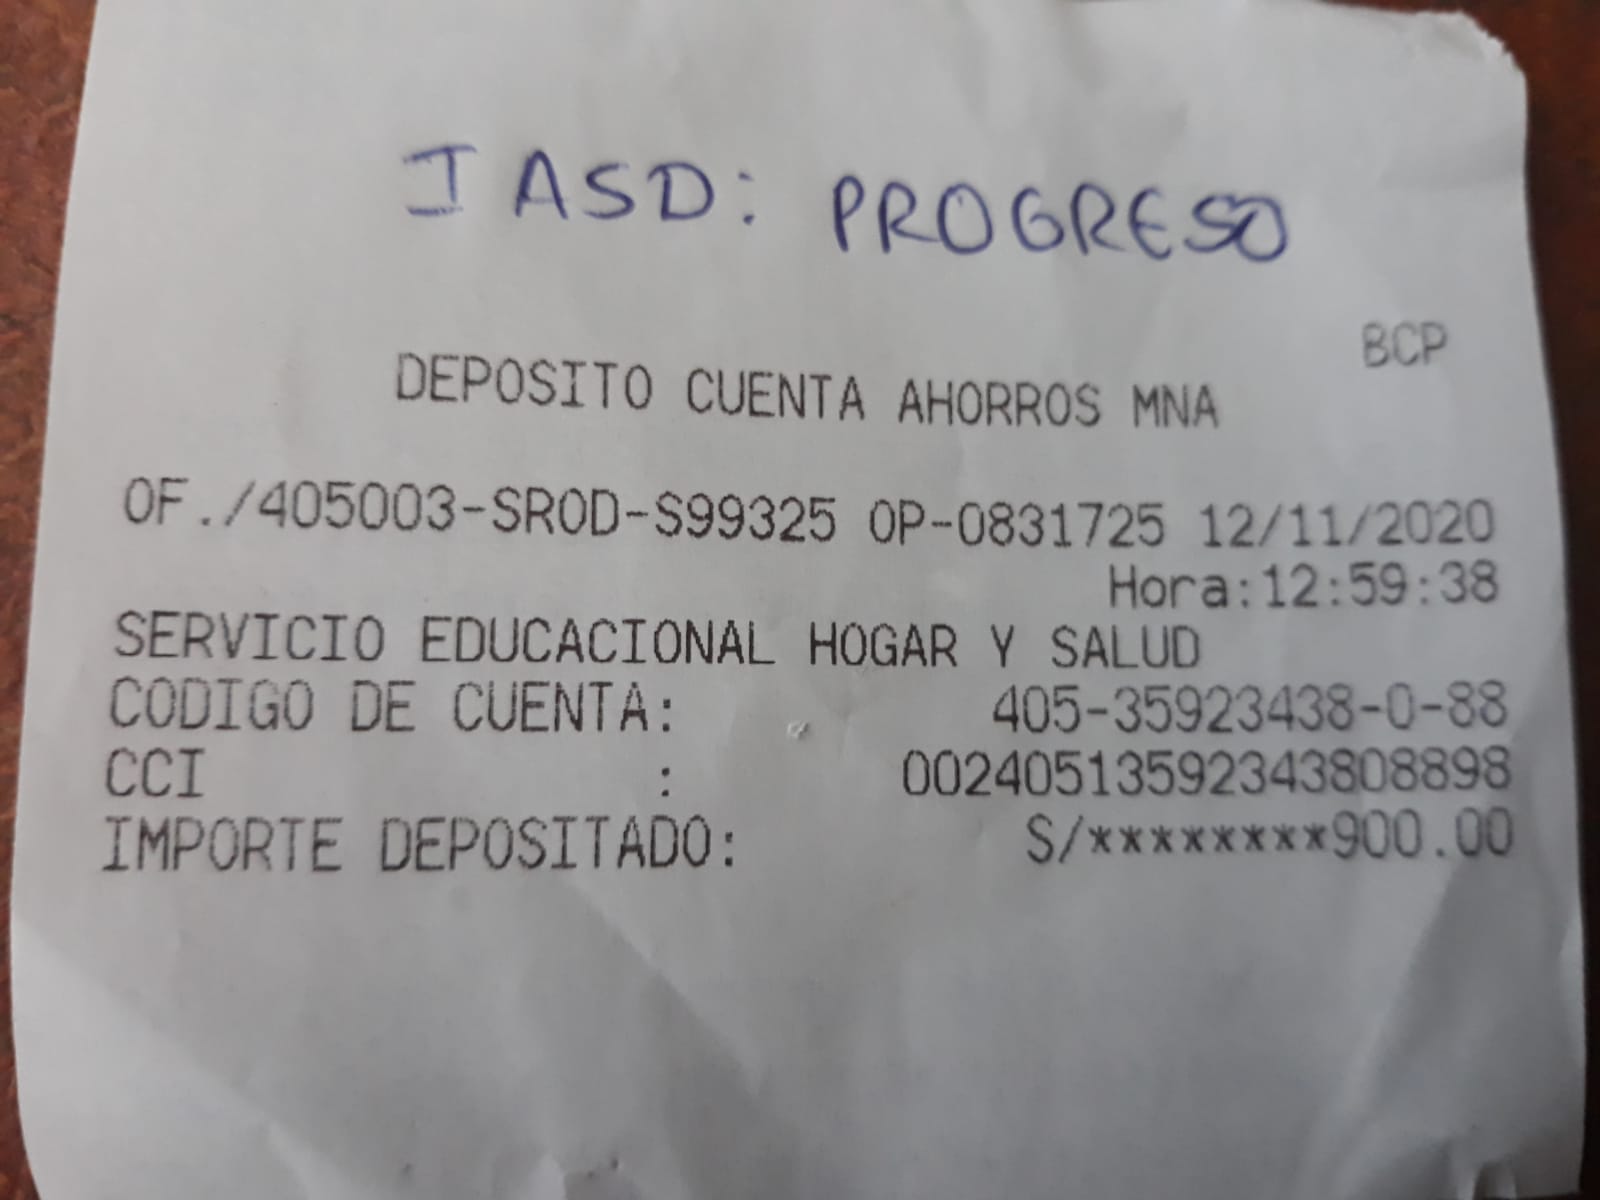 IASD: PROGRESO
BCP
DEPOSITO CUENTA AHORROS MNA
OF./405003-SROD-S99325 OP-0831725 12/11/2020
Hora:12:59:38
SERVICIO EDUCACIONAL HOGAR Y SALUD
CODIGO DE CUENTA: 405-35923438-0-88
CCI : 00240513592343808898
IMPORTE DEPOSITADO: S/********900.00